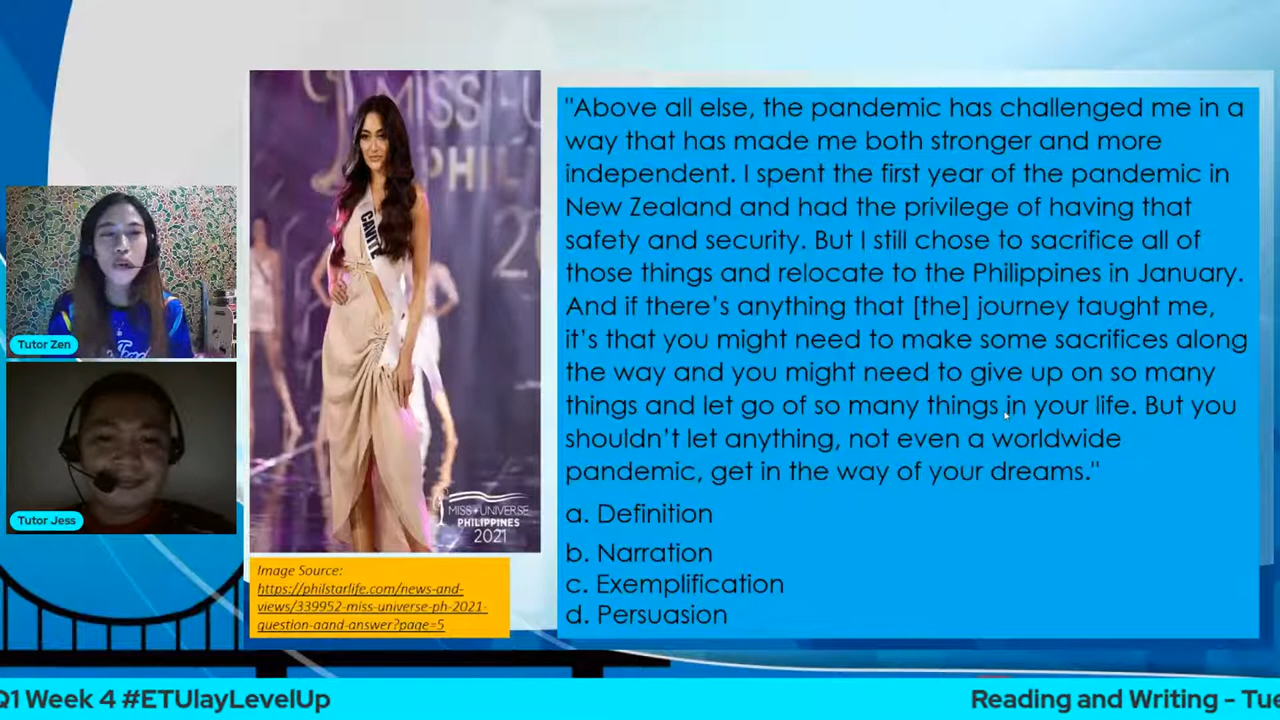 MISS U
PHILI
20
CAVITE
MISS UNIVERSE
PHILIPPINES
2021
Tutor Zen
Tutor Jess
Image Source:
https://philstarlife.com/news-and-
views/339952-miss-universe-ph-2021-
question-aand-answer?page=5
"Above all else, the pandemic has challenged me in a
way that has made me both stronger and more
independent. I spent the first year of the pandemic in
New Zealand and had the privilege of having that
safety and security. But I still chose to sacrifice all of
those things and relocate to the Philippines in January.
And if there's anything that [the] journey taught me,
it's that you might need to make some sacrifices along
the way and you might need to give up on so many
things and let go of so many things in your life. But you
shouldn't let anything, not even a worldwide
pandemic, get in the way of your dreams."
a. Definition
b. Narration
c. Exemplification
d. Persuasion
Q1 Week 4 #ETUlayLevelUp
Reading and Writing - Tue